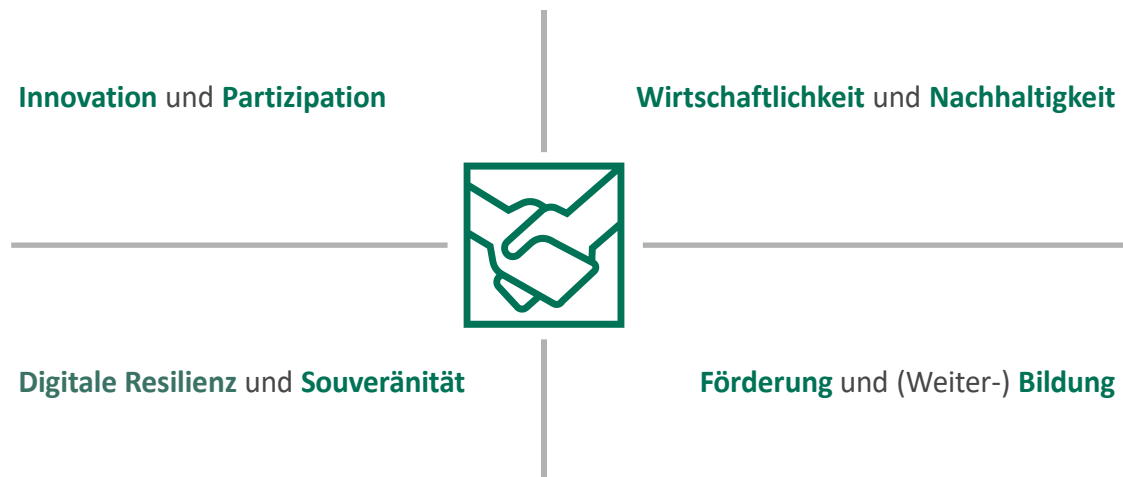 Innovation und Partizipation
Wirtschaftlichkeit und Nachhaltigkeit
Digitale Resilienz und Souveränität
Förderung und (Weiter-) Bildung